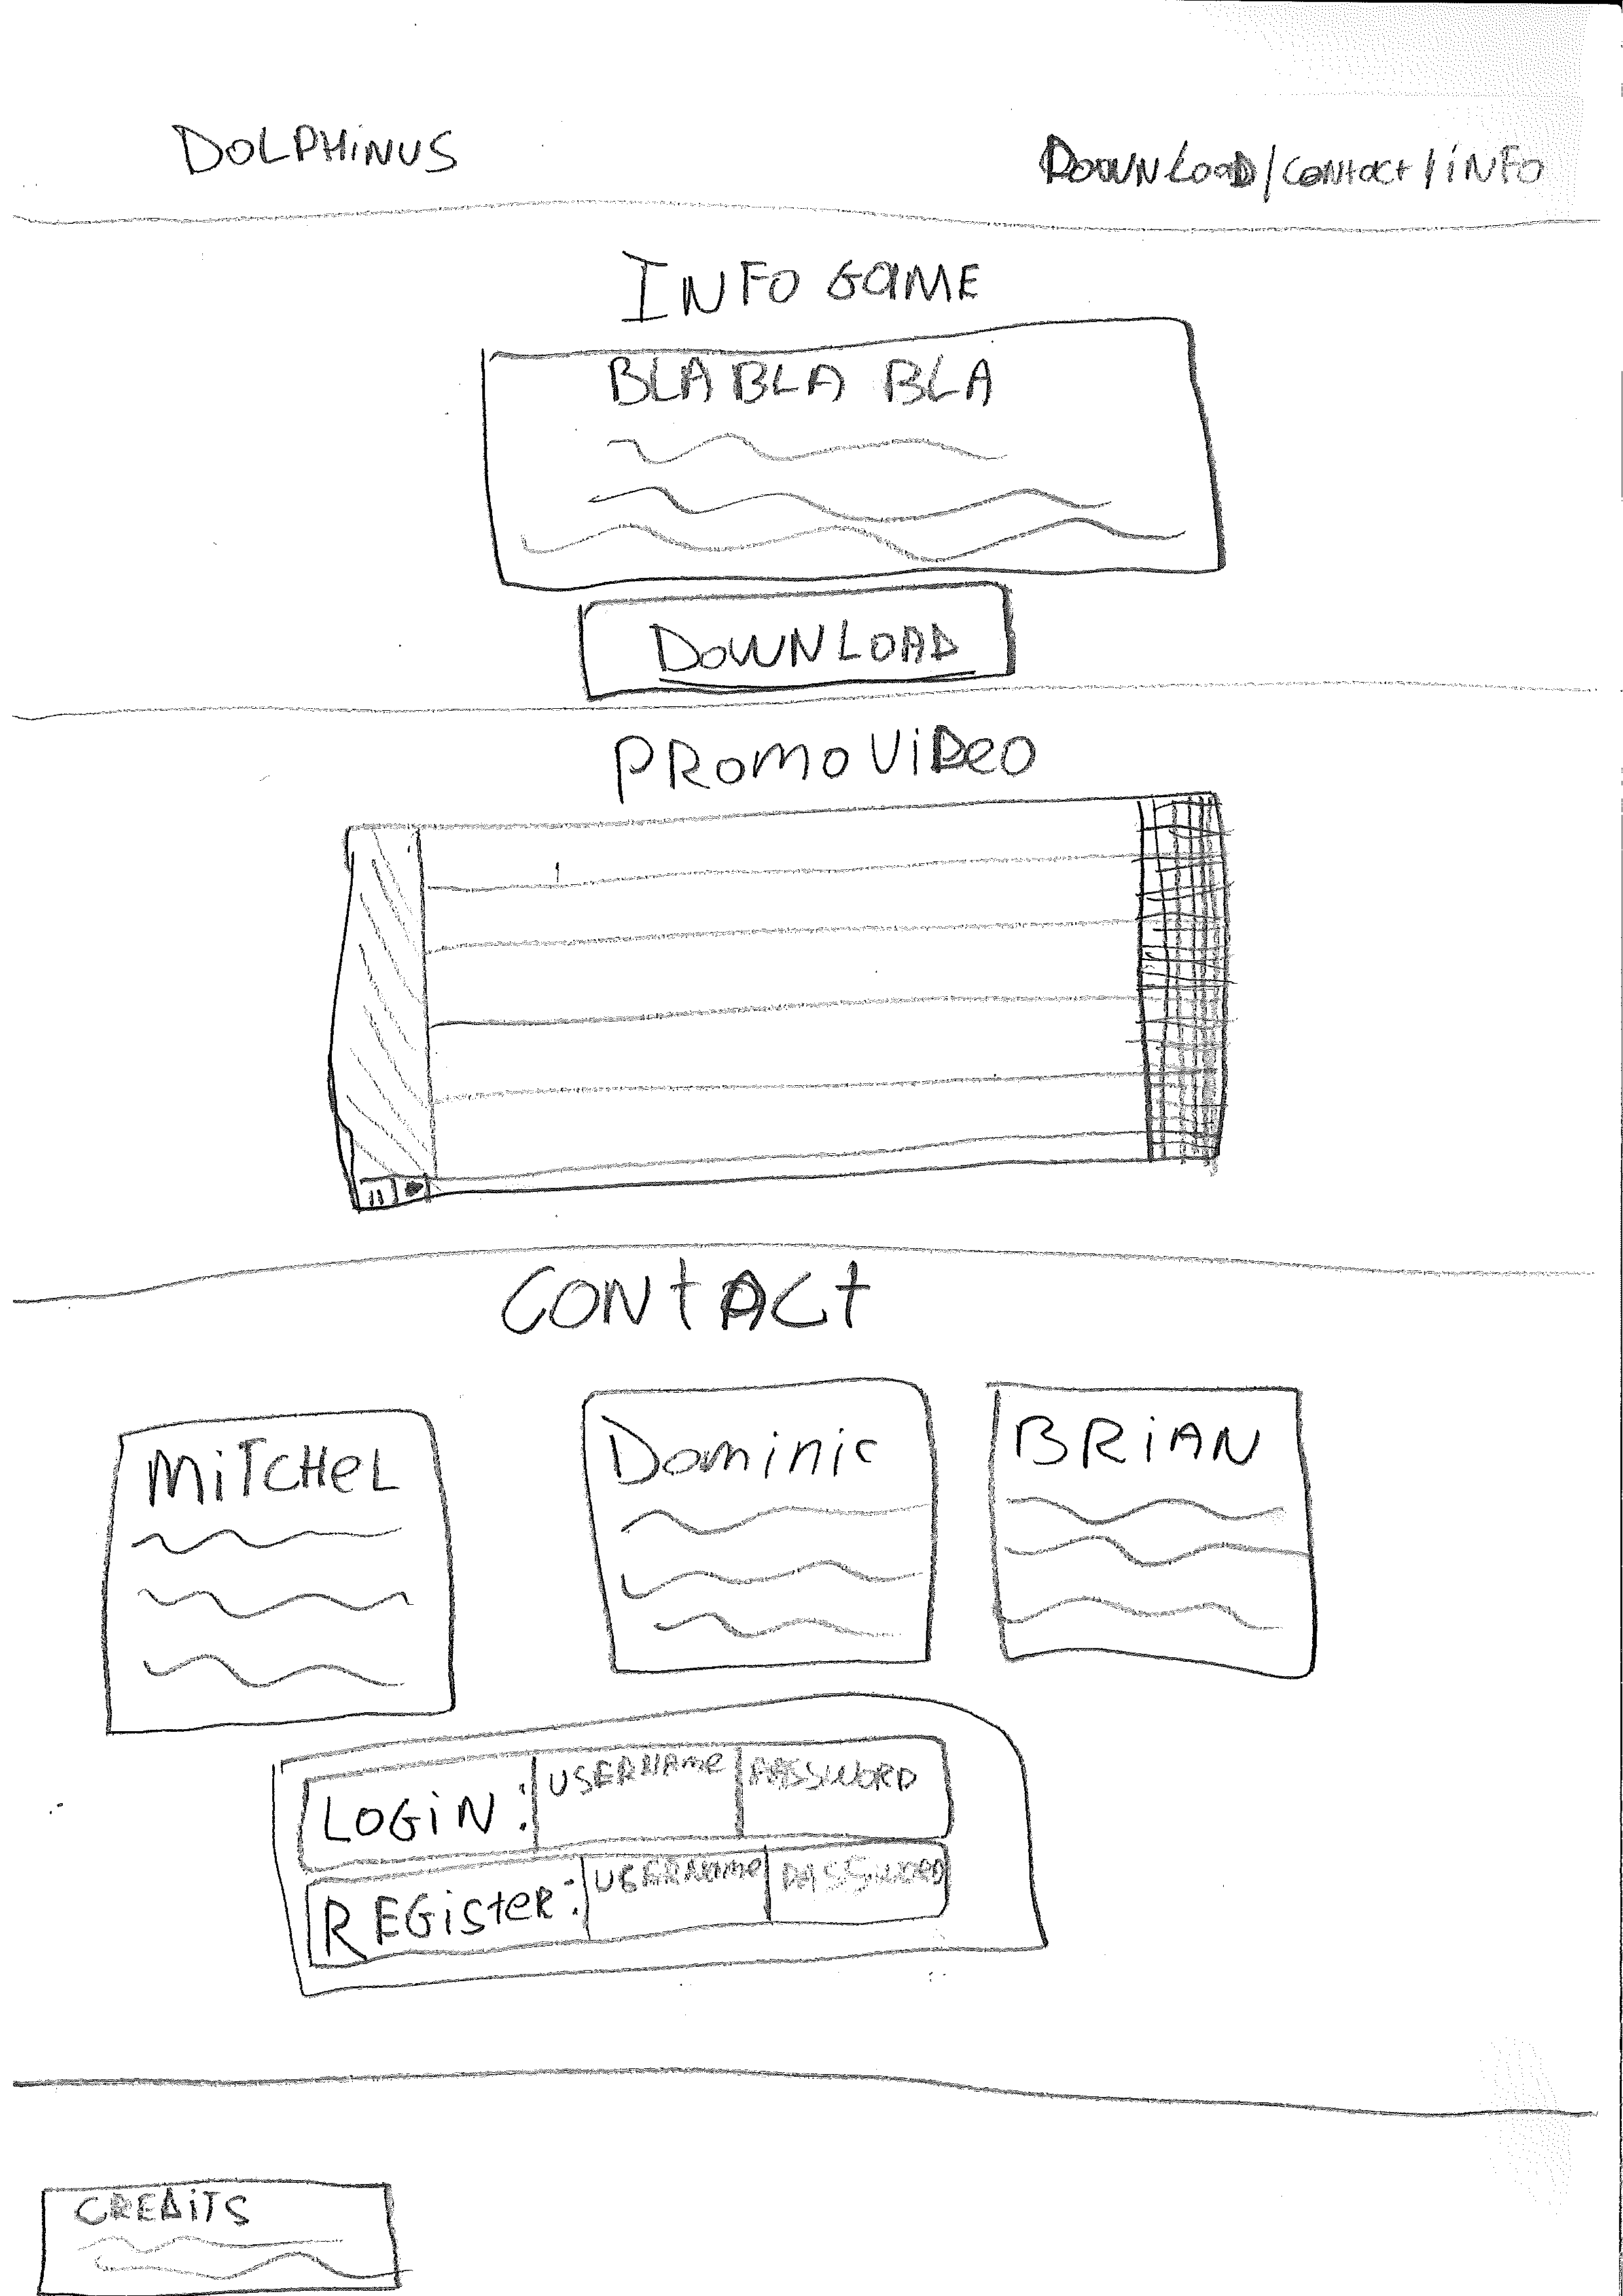 DOLPHINUS
DOWNLOAD/CONtact/iNFO
INFO GAME
BLA BLA BLA
DOWNLOAD
PROMO ViDeO
CONtACt
MiTCHeL
Dominic
BRiAN
LOGiN: USERNAme PASSWORD
REGisteR: USERNAme PASSWORD
CREDiTS